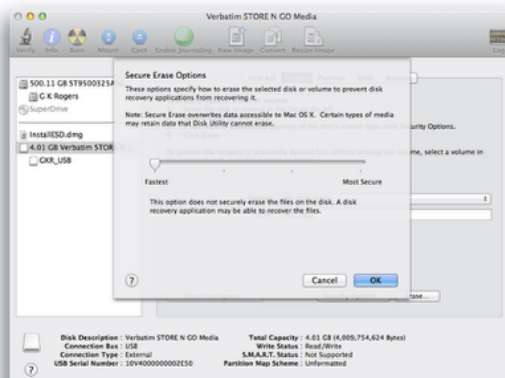 Verbatim STORE N GO Media
Verify Info Burn Mount Eject Enable Journaling New Image Convert Resize Image Log
500.11 GB ST9500325A
G K Rogers
SuperDrive
InstallESD.dmg
4.01 GB Verbatim STORE
GKR_USB
Secure Erase Options
These options specify how to erase the selected disk or volume to prevent disk
recovery applications from recovering it.
Note: Secure Erase overwrites data accessible to Mac OS X. Certain types of media
may retain data that Disk Utility cannot erase.
Security Options.
select a volume in
Fastest Most Secure
This option does not securely erase the files on the disk. A disk
recovery application may be able to recover the files.
? Cancel OK
Disk Description : Verbatim STORE N GO Media
Connection Bus : USB
Connection Type : External
USB Serial Number : 10V4000000002E50
Total Capacity : 4.01 GB (4,009,754,624 Bytes)
Write Status : Read/Write
S.M.A.R.T. Status : Not Supported
Partition Map Scheme : Unformatted
?